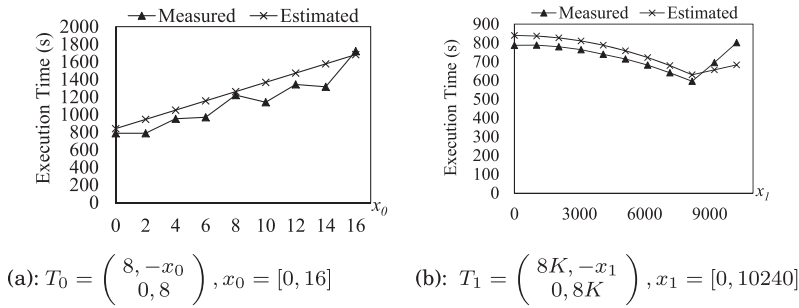 Measured Estimated
Execution Time (s)
2000
1800
1600
1400
1200
1000
800
600
400
200
0
0 2 4 6 8 10 12 14 16 x₀
(a): T₀ = ( 8, −x₀
0, 8 ) , x₀ = [0, 16]
Measured Estimated
Execution Time (s)
900
800
700
600
500
400
300
200
100
0
0 3000 6000 9000 x₁
(b): T₁ = ( 8K, −x₁
0, 8K ) , x₁ = [0, 10240]